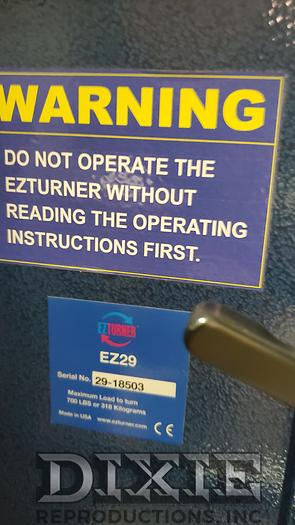 WARNING
DO NOT OPERATE THE
EZTURNER WITHOUT
READING THE OPERATING
INSTRUCTIONS FIRST.
EZTURNER
EZ29
Serial No. 29-18503
Maximum Load to turn
700 LBS or 318 Kilograms
Made in USA www.ezturner.com CE
DIXIE
REPRODUCTIONS, INC.